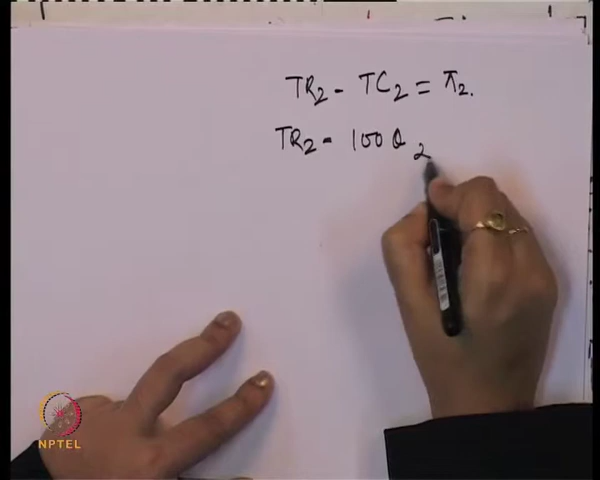 TR₂ - TC₂ = π₂.
TR₂ - 100 Q₂
NPTEL